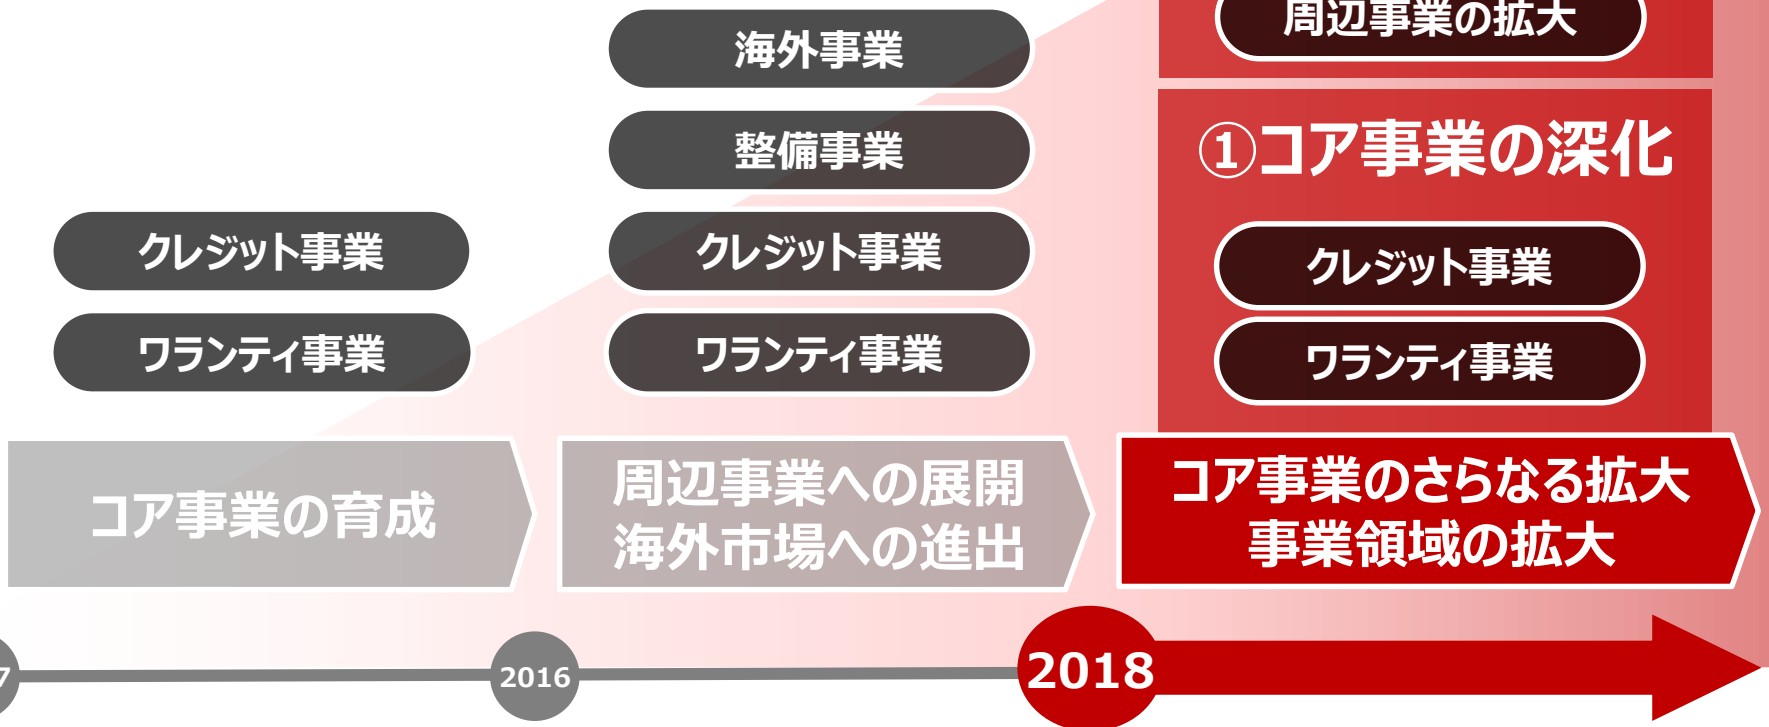 周辺事業の拡大
海外事業
整備事業
①コア事業の深化
クレジット事業
クレジット事業
クレジット事業
ワランティ事業
ワランティ事業
ワランティ事業
コア事業の育成
周辺事業への展開
海外市場への進出
コア事業のさらなる拡大
事業領域の拡大
7
2016
2018